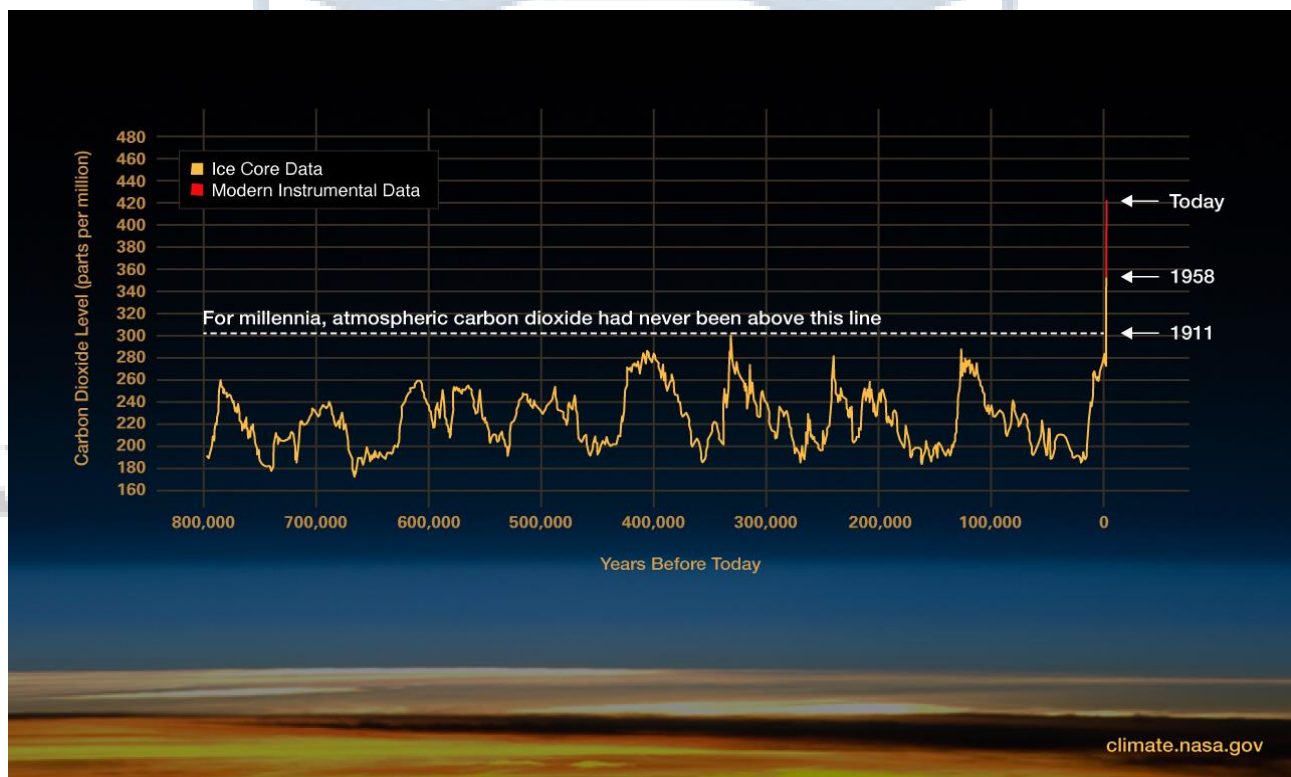 480
460
440
420
400
380
360
340
320
300
280
260
240
220
200
180
160
Carbon Dioxide Level (parts per million)
Ice Core Data
Modern Instrumental Data
Today
1958
For millennia, atmospheric carbon dioxide had never been above this line
1911
800,000 700,000 600,000 500,000 400,000 300,000 200,000 100,000 0
Years Before Today
climate.nasa.gov